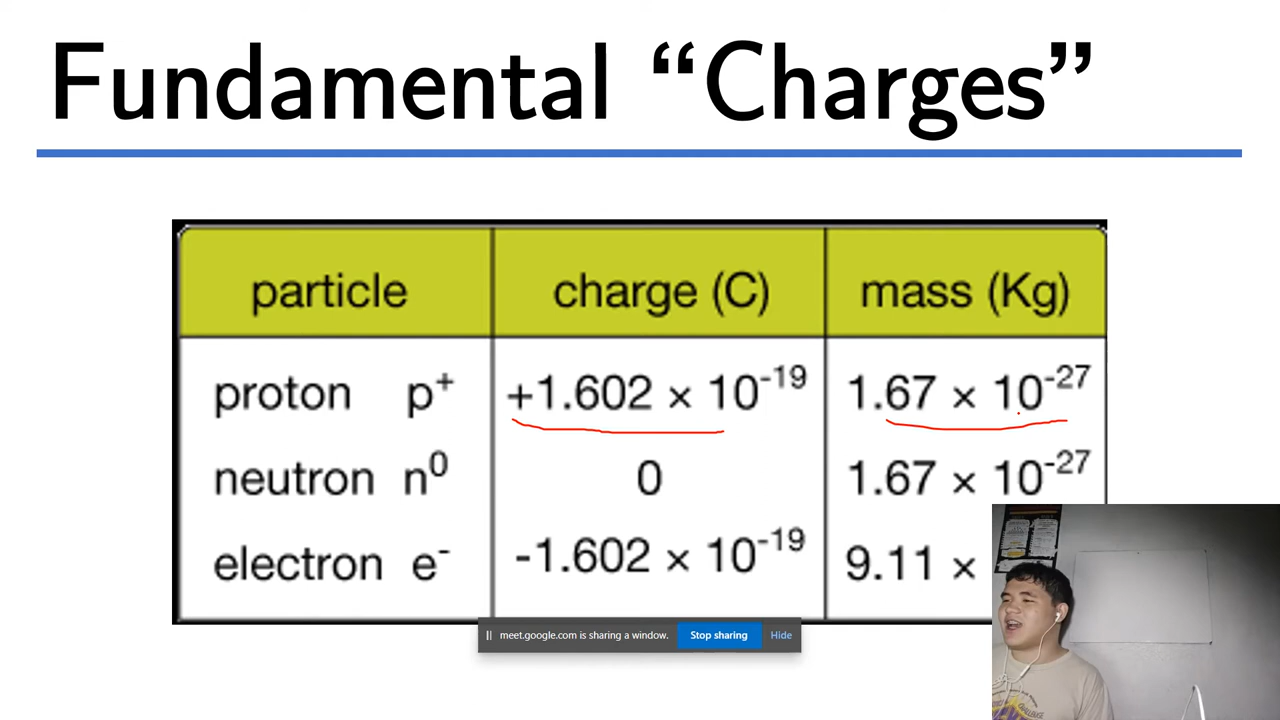 Fundamental “Charges”
particle charge (C) mass (Kg)
proton p⁺ +1.602 × 10⁻¹⁹ 1.67 × 10⁻²⁷
neutron n⁰ 0 1.67 × 10⁻²⁷
electron e⁻ -1.602 × 10⁻¹⁹ 9.11 ×
meet.google.com is sharing a window. Stop sharing Hide